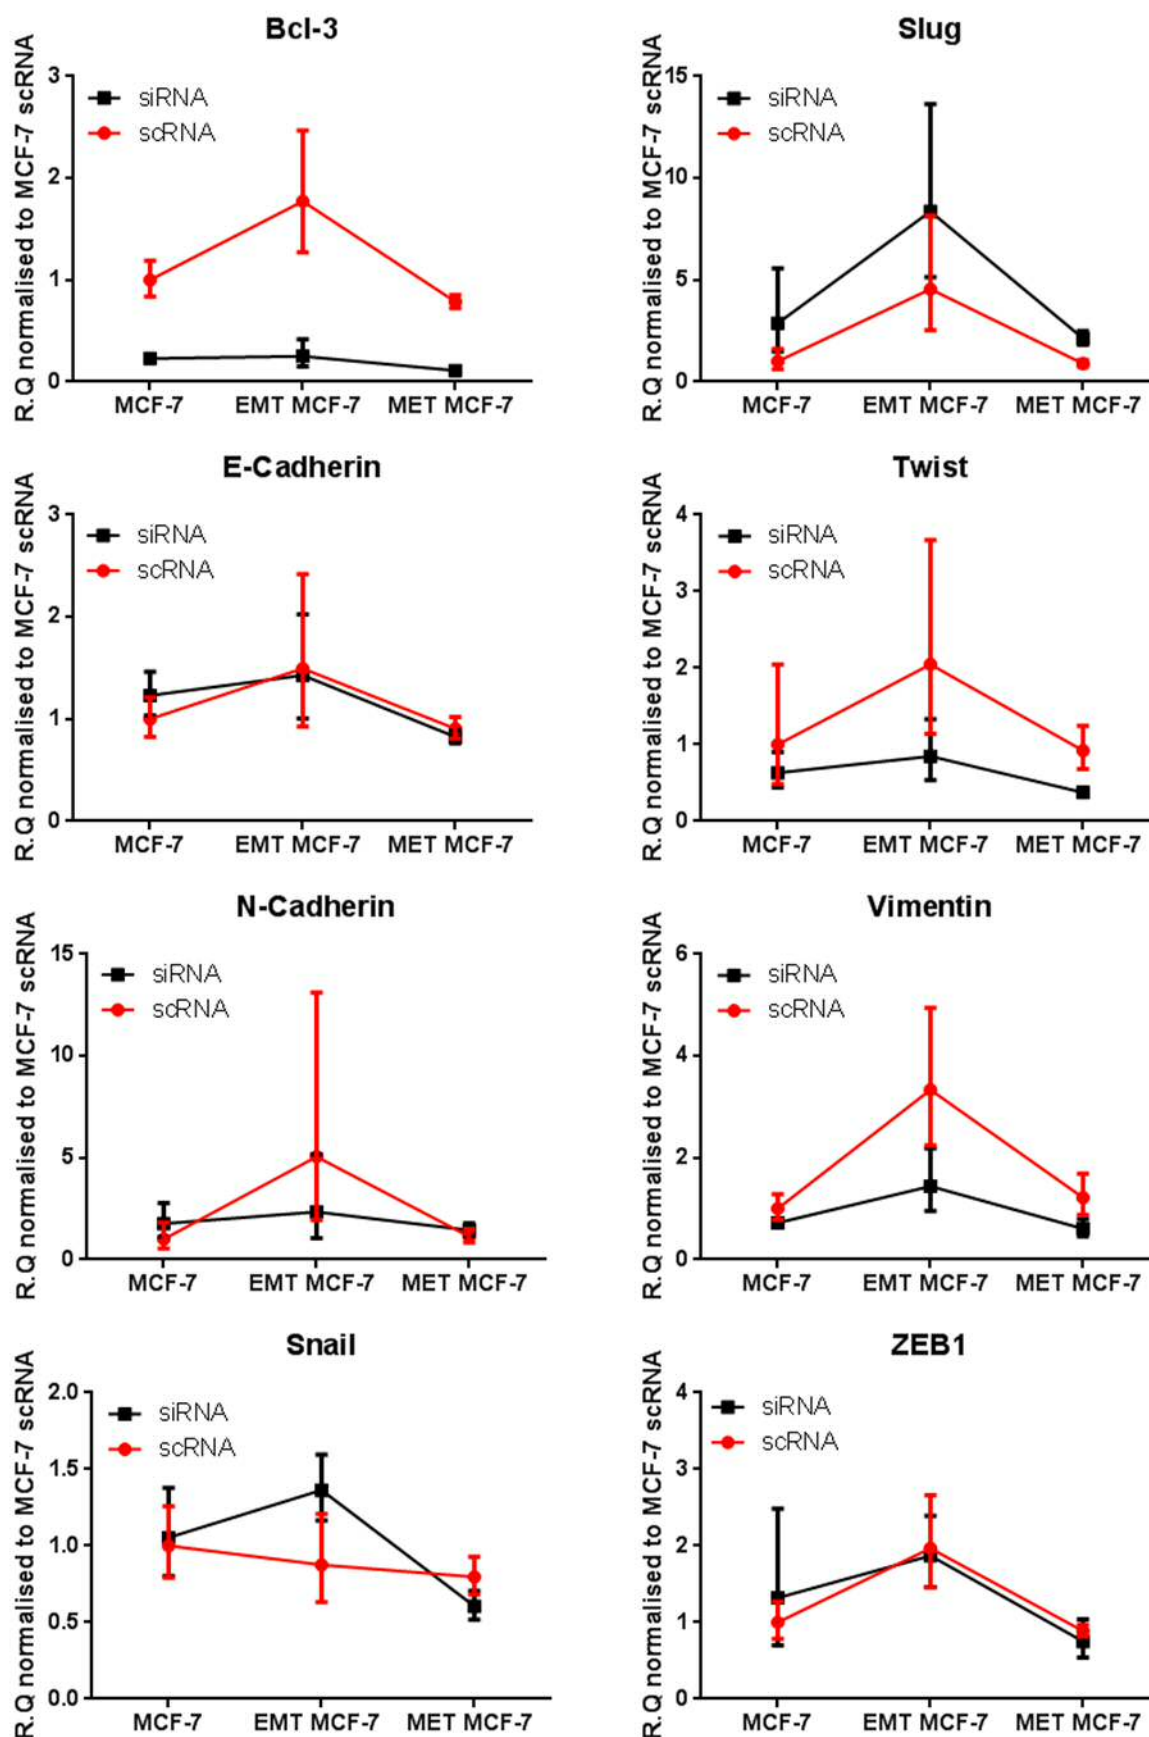 Bcl-3
R.Q normalised to MCF-7 scRNA
siRNA
scRNA
3
2
1
0
MCF-7 EMT MCF-7 MET MCF-7
Slug
R.Q normalised to MCF-7 scRNA
siRNA
scRNA
15
10
5
0
MCF-7 EMT MCF-7 MET MCF-7
E-Cadherin
R.Q normalised to MCF-7 scRNA
siRNA
scRNA
3
2
1
0
MCF-7 EMT MCF-7 MET MCF-7
Twist
R.Q normalised to MCF-7 scRNA
siRNA
scRNA
4
3
2
1
0
MCF-7 EMT MCF-7 MET MCF-7
N-Cadherin
R.Q normalised to MCF-7 scRNA
siRNA
scRNA
15
10
5
0
MCF-7 EMT MCF-7 MET MCF-7
Vimentin
R.Q normalised to MCF-7 scRNA
siRNA
scRNA
6
4
2
0
MCF-7 EMT MCF-7 MET MCF-7
Snail
R.Q normalised to MCF-7 scRNA
siRNA
scRNA
2.0
1.5
1.0
0.5
0.0
MCF-7 EMT MCF-7 MET MCF-7
ZEB1
R.Q normalised to MCF-7 scRNA
siRNA
scRNA
4
3
2
1
0
MCF-7 EMT MCF-7 MET MCF-7